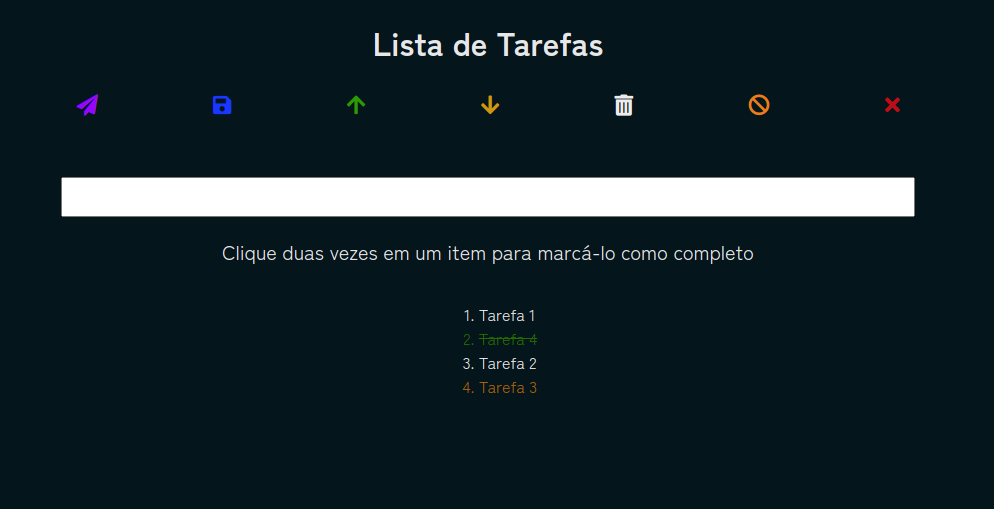 Lista de Tarefas
Clique duas vezes em um item para marcá-lo como completo
1. Tarefa 1
2. Tarefa 4
3. Tarefa 2
4. Tarefa 3